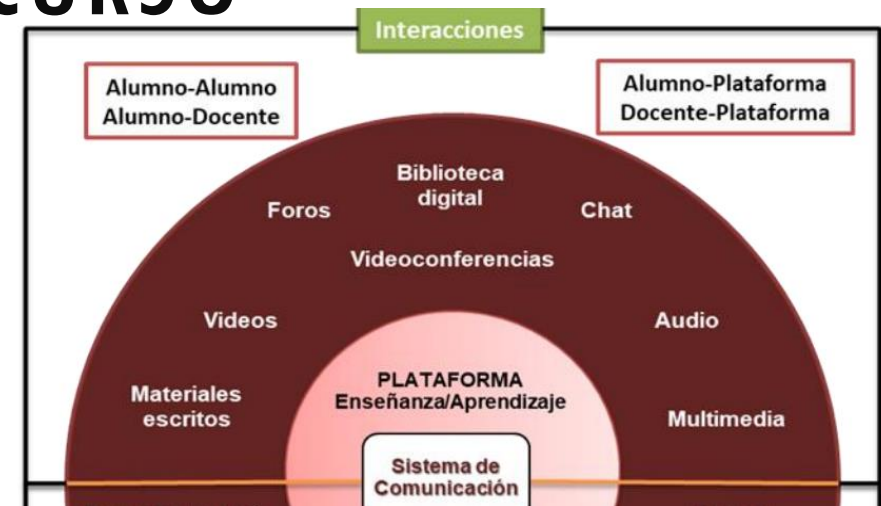 CURSO
Interacciones
Alumno-Alumno
Alumno-Docente
Alumno-Plataforma
Docente-Plataforma
Biblioteca
digital
Foros
Chat
Videoconferencias
Videos
Audio
PLATAFORMA
Enseñanza/Aprendizaje
Materiales
escritos
Multimedia
Sistema de
Comunicación